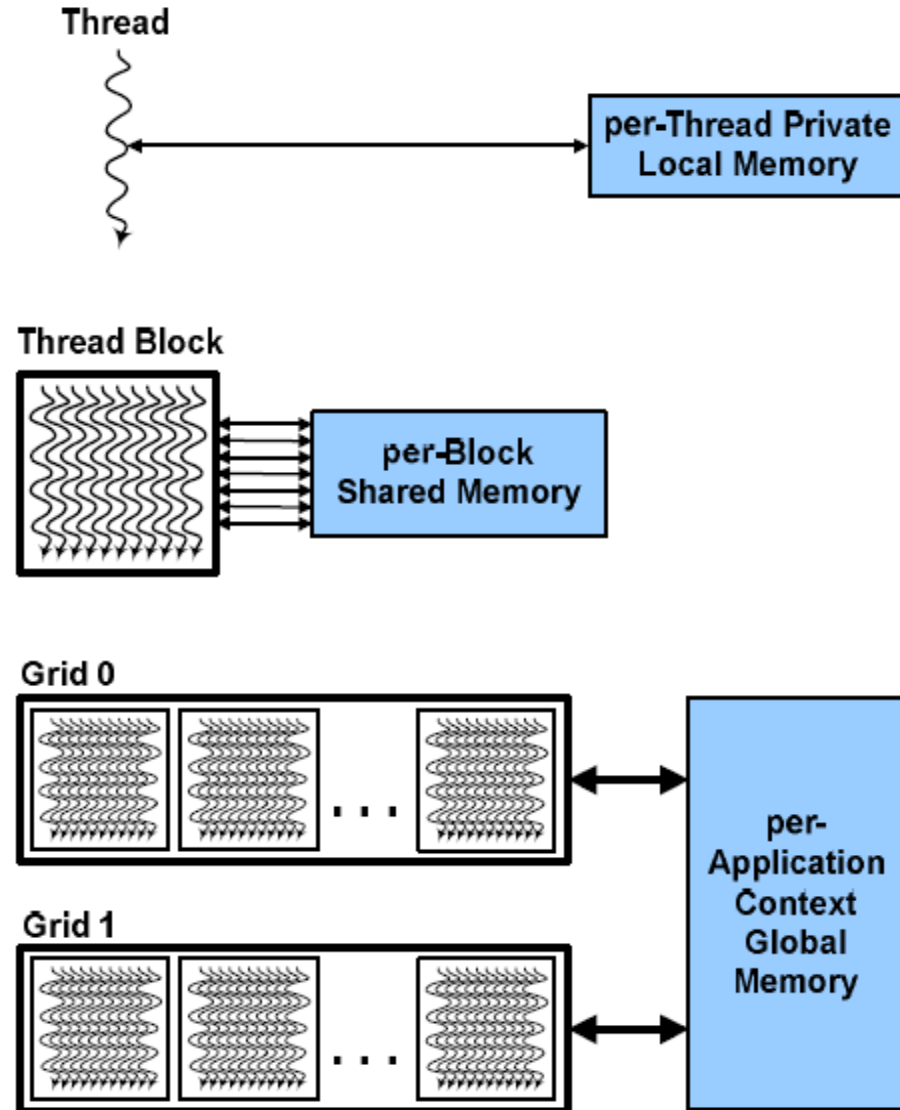 Thread
per-Thread Private
Local Memory
Thread Block
per-Block
Shared Memory
Grid 0
. . .
per-
Application
Context
Global
Memory
Grid 1
. . .